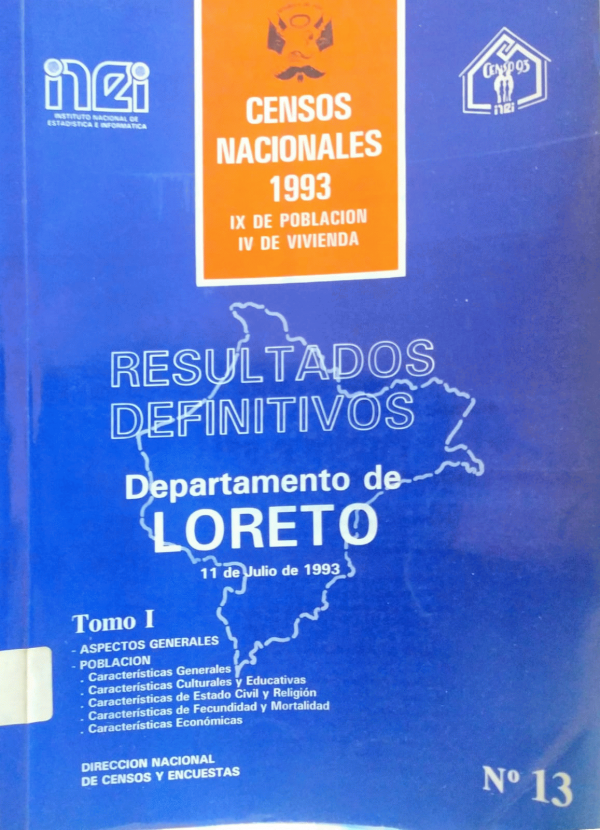 inei
INSTITUTO NACIONAL DE
ESTADISTICA E INFORMATICA
CENSOS
NACIONALES
1993
IX DE POBLACION
IV DE VIVIENDA
CENSO 93
inei
RESULTADOS
DEFINITIVOS
Departamento de
LORETO
11 de Julio de 1993
Tomo I
- ASPECTOS GENERALES
- POBLACION
. Características Generales
. Características Culturales y Educativas
. Características de Estado Civil y Religión
. Características de Fecundidad y Mortalidad
. Características Económicas
DIRECCION NACIONAL
DE CENSOS Y ENCUESTAS
Nº 13